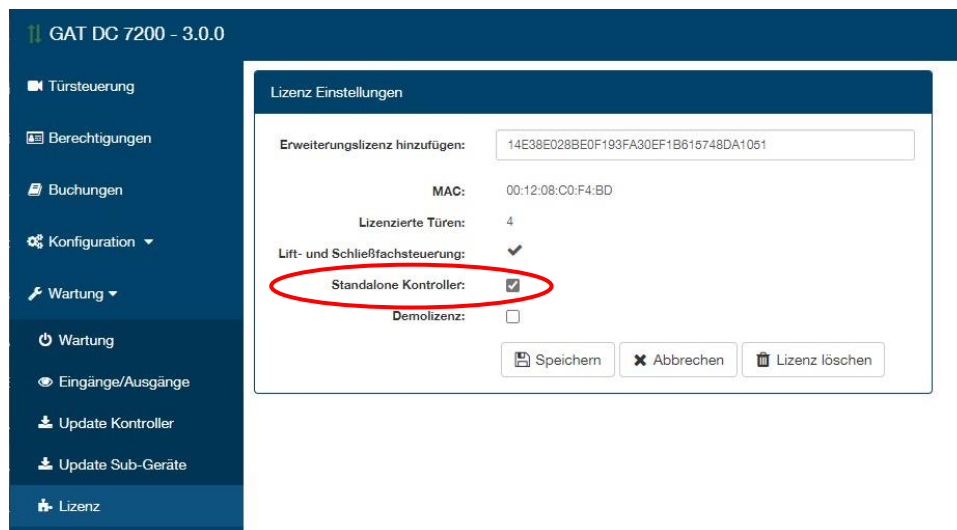 GAT DC 7200 - 3.0.0
Türsteuerung
Berechtigungen
Buchungen
Konfiguration
Wartung
Wartung
Eingänge/Ausgänge
Update Kontroller
Update Sub-Geräte
Lizenz
Lizenz Einstellungen
Erweiterungslizenz hinzufügen: 14E38E028BE0F193FA30EF1B615748DA1051
MAC: 00:12:08:C0:F4:BD
Lizenzierte Türen: 4
Lift- und Schließfachsteuerung:
Standalone Kontroller:
Demolizenz:
Speichern Abbrechen Lizenz löschen